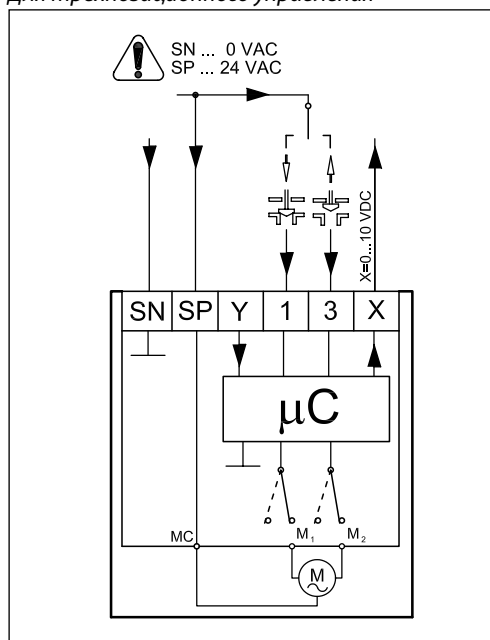 для трехпозиционного управления
SN ... 0 VAC
SP ... 24 VAC
X=0...10 VDC
SN SP Y 1 3 X
µC
MC M₁ M₂
M